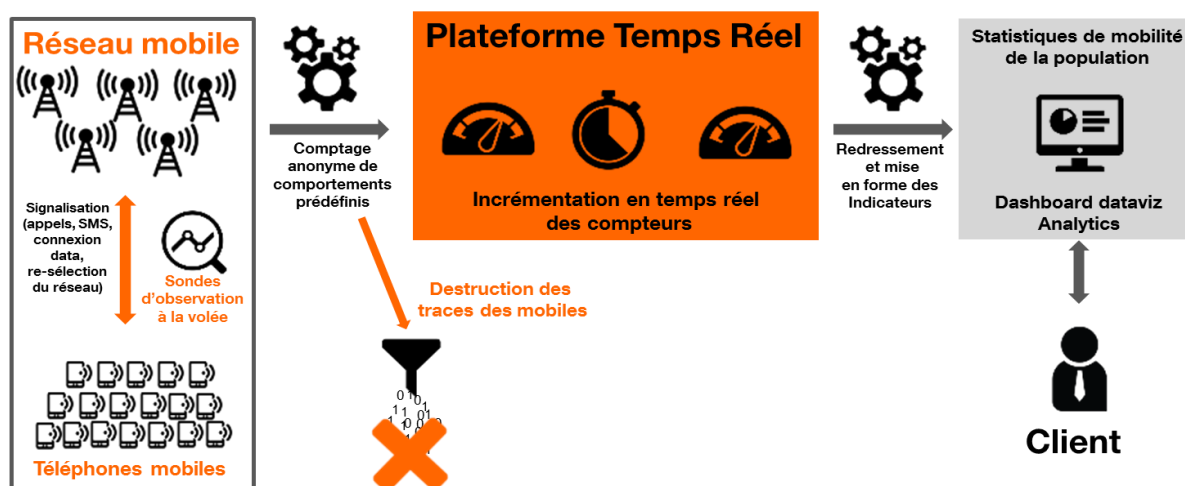 Réseau mobile
Signalisation
(appels, SMS,
connexion
data,
re-sélection
du réseau)
Sondes
d'observation
à la volée
Téléphones mobiles
Comptage
anonyme de
comportements
prédéfinis
Destruction des
traces des mobiles
Plateforme Temps Réel
Incrémentation en temps réel
des compteurs
Redressement
et mise
en forme des
Indicateurs
Statistiques de mobilité
de la population
Dashboard dataviz
Analytics
Client